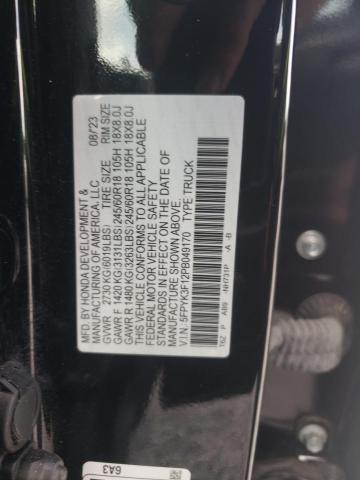 MFD. BY HONDA DEVELOPMENT & 08/'23
MANUFACTURING OF AMERICA, LLC
GVWR 2730 KG(6019LBS) TIRE SIZE RIM SIZE
GAWR F 1420 KG(3131LBS) 245/60R18 105H 18X8.0J
GAWR R 1480 KG(3263LBS) 245/60R18 105H 18X8.0J
THIS VEHICLE CONFORMS TO ALL APPLICABLE
FEDERAL MOTOR VEHICLE SAFETY
STANDARDS IN EFFECT ON THE DATE OF
MANUFACTURE SHOWN ABOVE.
V.I.N. 5FPYK3F12PB049170 TYPE TRUCK
T6Z P AB9 NH731P A -B
6A3